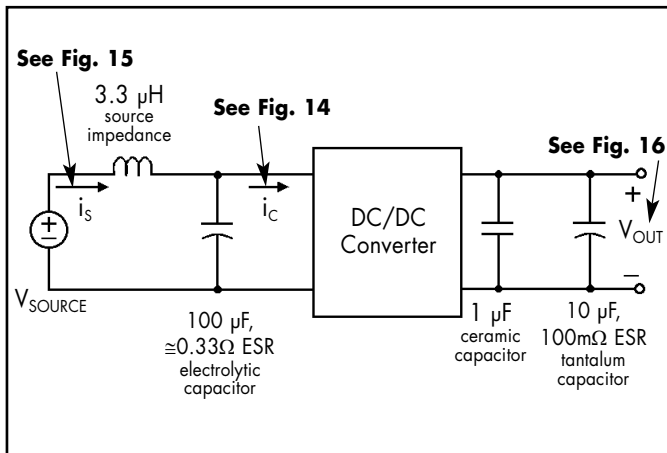 See Fig. 15
3.3 µH
source
impedance
See Fig. 14
See Fig. 16
iS
iC
DC/DC
Converter
+
VOUT
–
+
–
VSOURCE
100 µF,
≅0.33Ω ESR
electrolytic
capacitor
1 µF
ceramic
capacitor
10 µF,
100mΩ ESR
tantalum
capacitor